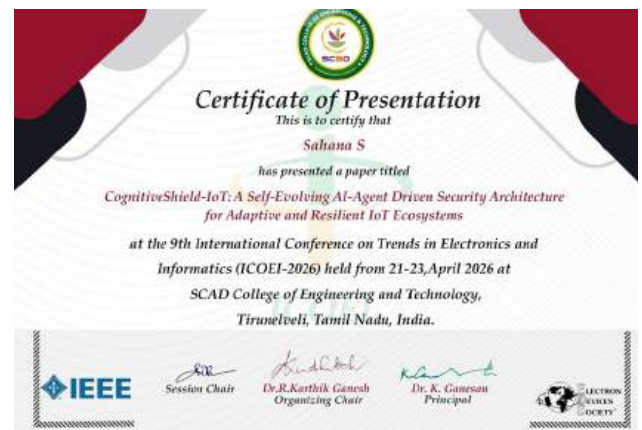 SCAD
Certificate of Presentation
This is to certify that
Sahana S
has presented a paper titled
CognitiveShield-IoT: A Self-Evolving AI-Agent Driven Security Architecture
for Adaptive and Resilient IoT Ecosystems
at the 9th International Conference on Trends in Electronics and
Informatics (ICOEI-2026) held from 21-23,April 2026 at
SCAD College of Engineering and Technology,
Tirunelveli, Tamil Nadu, India.
IEEE
Session Chair
Dr.R.Karthik Ganesh
Organizing Chair
Dr. K. Ganesan
Principal
ELECTRON
DEVICES
SOCIETY